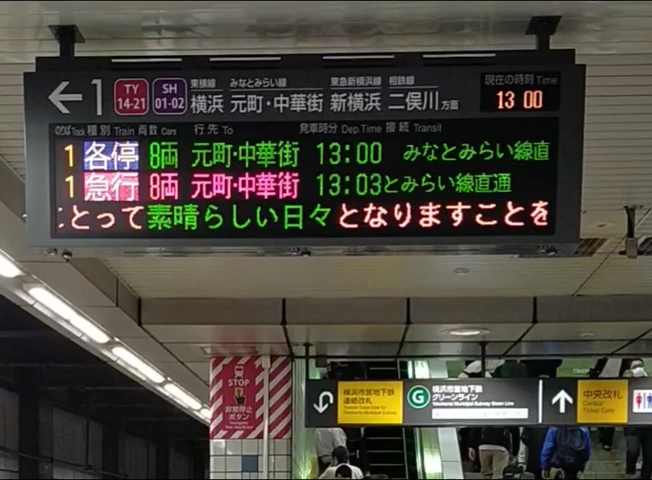 ← 1 TY 14-21 SH 01-02 東横線 横浜 みなとみらい線 元町・中華街 東急新横浜線 新横浜 相鉄線 二俣川方面
現在の時刻 Time
13 00
のりば Track 種別 Train 両数 Cars 行先 To 発車時分 Dep.Time 接続 Transit
1 各停 8両 元町・中華街 13:00 みなとみらい線直
1 急行 8両 元町・中華街 13:03 とみらい線直通
とって素晴らしい日々となりますことを
STOP
非常停止
ボタン
横浜市営地下鉄
連絡改札
G 横浜市営地下鉄
グリーンライン
Yokohama Municipal Subway Green Line
↑ 中央改札
Central
Ticket Gate